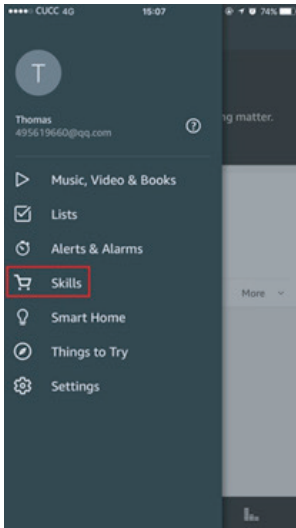 CUCC 4G 15:07 74%
T
Thomas
495619660@qq.com
?
ng matter.
Music, Video & Books
Lists
Alerts & Alarms
Skills
More
Smart Home
Things to Try
Settings